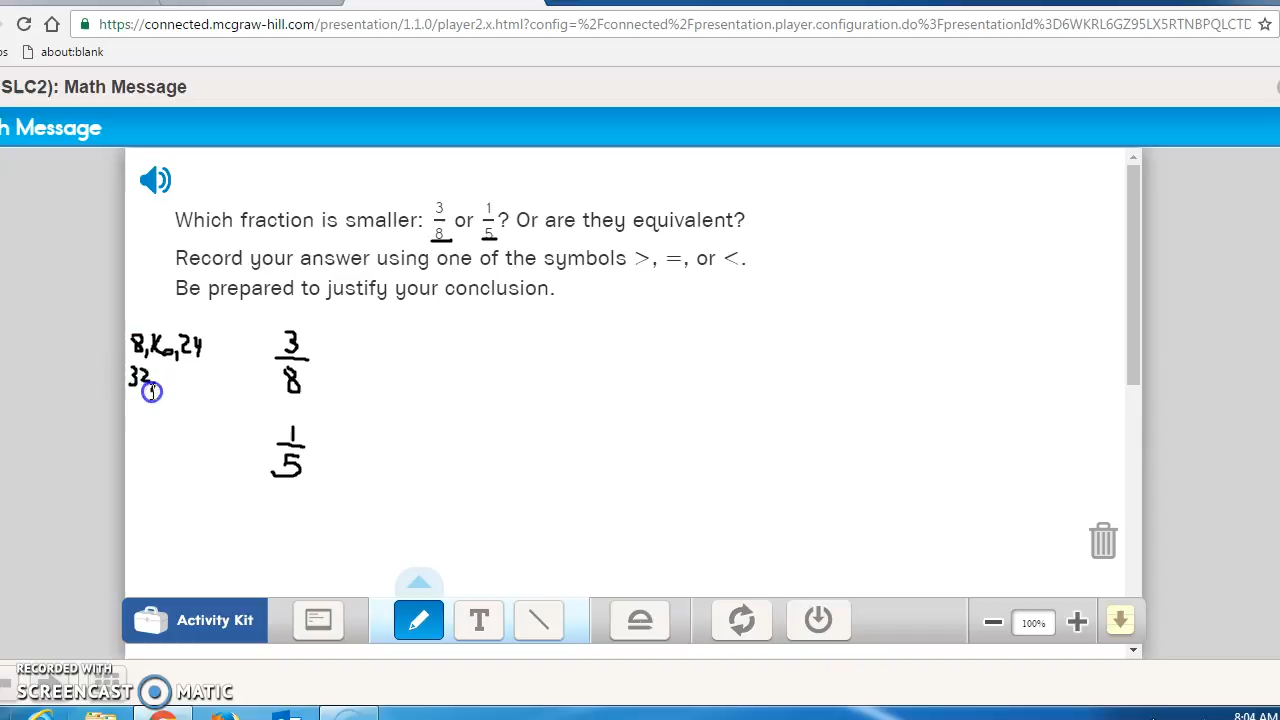 https://connected.mcgraw-hill.com/presentation/1.1.0/player2.x.html?config=%2Fconnected%2Fpresentation.player.configuration.do%3FpresentationId%3D6WKRL6GZ95LX5RTNBPQLCTD
ps about:blank
SLC2): Math Message
h Message
Which fraction is smaller: 3/8 or 1/5? Or are they equivalent?
Record your answer using one of the symbols >, =, or <.
Be prepared to justify your conclusion.
8, 16, 24
32,
3
8
1
5
Activity Kit
T
100%
RECORDED WITH
SCREENCAST MATIC
8:04 AM